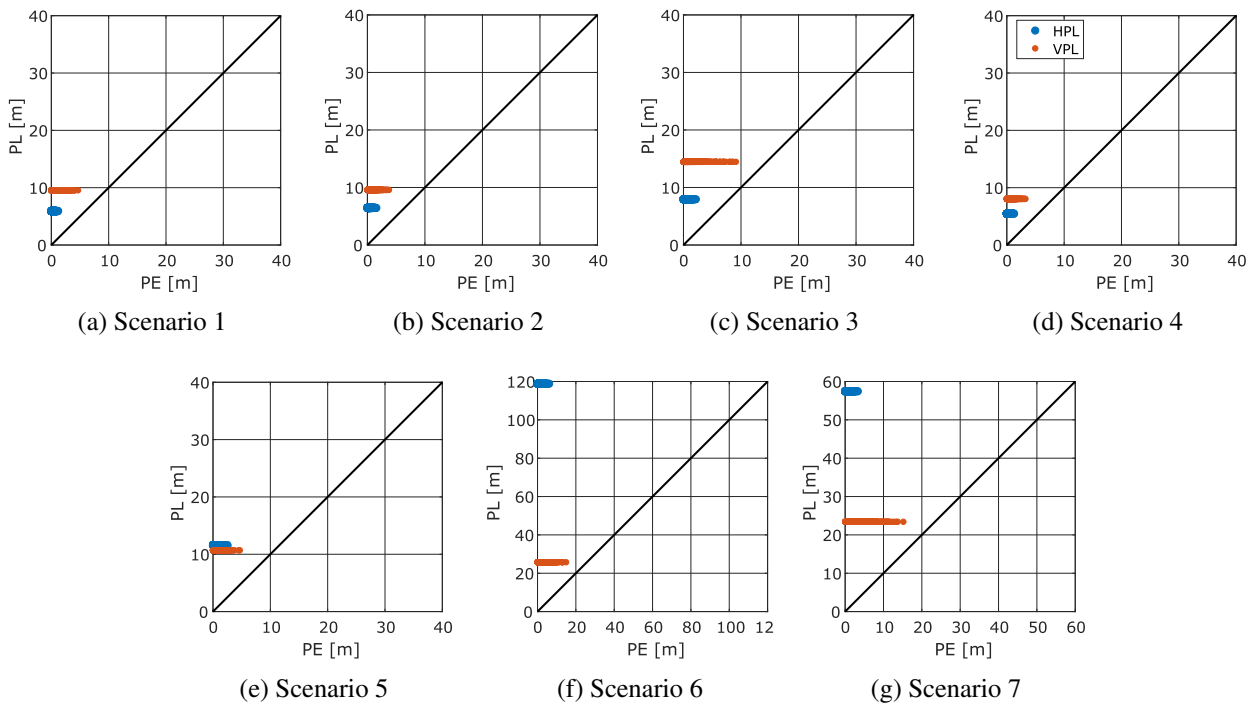 40
30
20
10
0
PL [m]
0 10 20 30 40
PE [m]
(a) Scenario 1
40
30
20
10
0
PL [m]
0 10 20 30 40
PE [m]
(b) Scenario 2
40
30
20
10
0
PL [m]
0 10 20 30 40
PE [m]
(c) Scenario 3
40
30
20
10
0
PL [m]
HPL
VPL
0 10 20 30 40
PE [m]
(d) Scenario 4
40
30
20
10
0
PL [m]
0 10 20 30 40
PE [m]
(e) Scenario 5
120
100
80
60
40
20
0
PL [m]
0 20 40 60 80 100 12
PE [m]
(f) Scenario 6
60
50
40
30
20
10
0
PL [m]
0 10 20 30 40 50 60
PE [m]
(g) Scenario 7